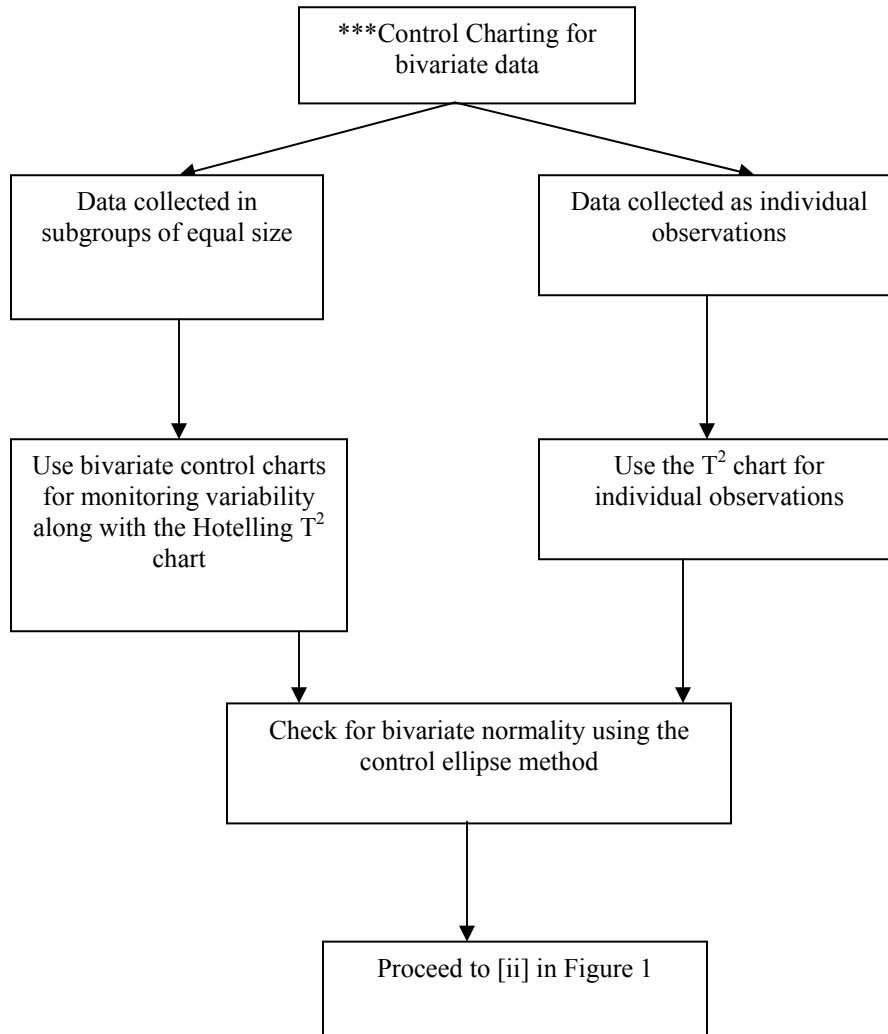 ***Control Charting for
bivariate data
Data collected in
subgroups of equal size
Data collected as individual
observations
Use bivariate control charts
for monitoring variability
along with the Hotelling T²
chart
Use the T² chart for
individual observations
Check for bivariate normality using the
control ellipse method
Proceed to [ii] in Figure 1